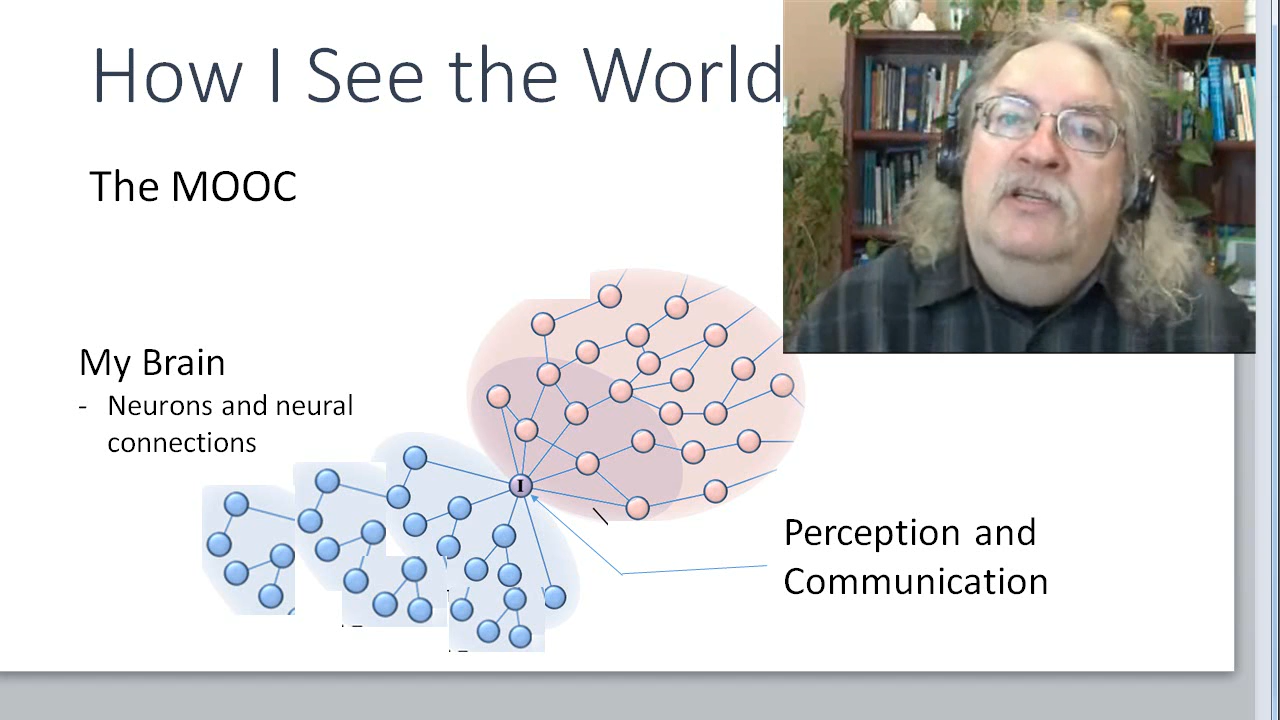 How I See the World
The MOOC
My Brain
- Neurons and neural
connections
I
Perception and
Communication